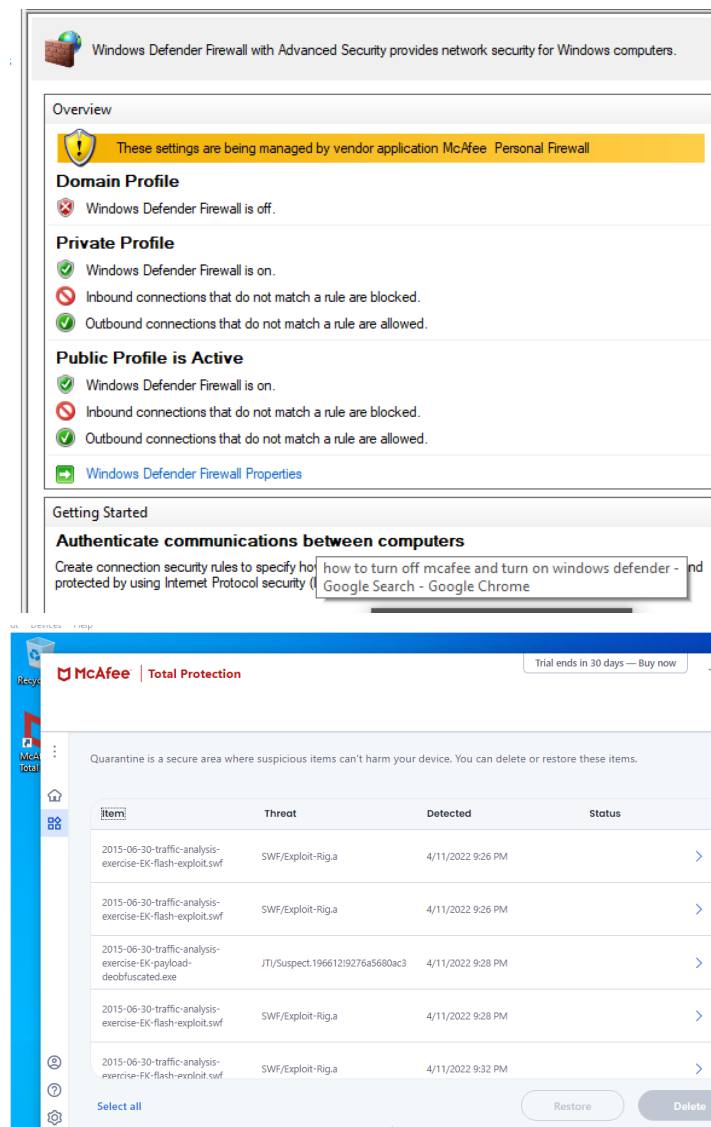 Windows Defender Firewall with Advanced Security provides network security for Windows computers.
Overview
These settings are being managed by vendor application McAfee Personal Firewall
Domain Profile
Windows Defender Firewall is off.
Private Profile
Windows Defender Firewall is on.
Inbound connections that do not match a rule are blocked.
Outbound connections that do not match a rule are allowed.
Public Profile is Active
Windows Defender Firewall is on.
Inbound connections that do not match a rule are blocked.
Outbound connections that do not match a rule are allowed.
Windows Defender Firewall Properties
Getting Started
Authenticate communications between computers
Create connection security rules to specify how
nd
protected by using Internet Protocol security (I
how to turn off mcafee and turn on windows defender -
Google Search - Google Chrome
Devices Help
Recyc
McAf
Total
McAfee | Total Protection
Trial ends in 30 days — Buy now
Quarantine is a secure area where suspicious items can't harm your device. You can delete or restore these items.
Item Threat Detected Status
2015-06-30-traffic-analysis-
exercise-EK-flash-exploit.swf
SWF/Exploit-Rig.a 4/11/2022 9:26 PM
2015-06-30-traffic-analysis-
exercise-EK-flash-exploit.swf
SWF/Exploit-Rig.a 4/11/2022 9:26 PM
2015-06-30-traffic-analysis-
exercise-EK-payload-
deobfuscated.exe
JTI/Suspect.196612!9276a5680ac3 4/11/2022 9:28 PM
2015-06-30-traffic-analysis-
exercise-EK-flash-exploit.swf
SWF/Exploit-Rig.a 4/11/2022 9:28 PM
2015-06-30-traffic-analysis-
exercise-EK-flash-exploit.swf
SWF/Exploit-Rig.a 4/11/2022 9:32 PM
Select all
Restore
Delete